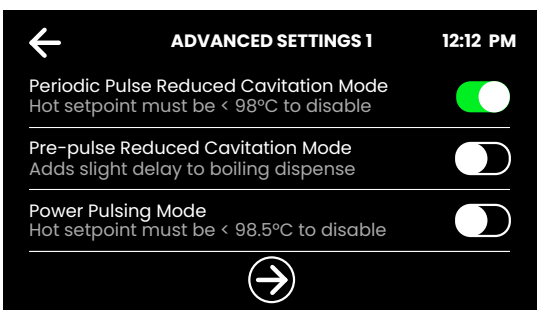 ADVANCED SETTINGS 1 12:12 PM
Periodic Pulse Reduced Cavitation Mode
Hot setpoint must be < 98°C to disable
Pre-pulse Reduced Cavitation Mode
Adds slight delay to boiling dispense
Power Pulsing Mode
Hot setpoint must be < 98.5°C to disable